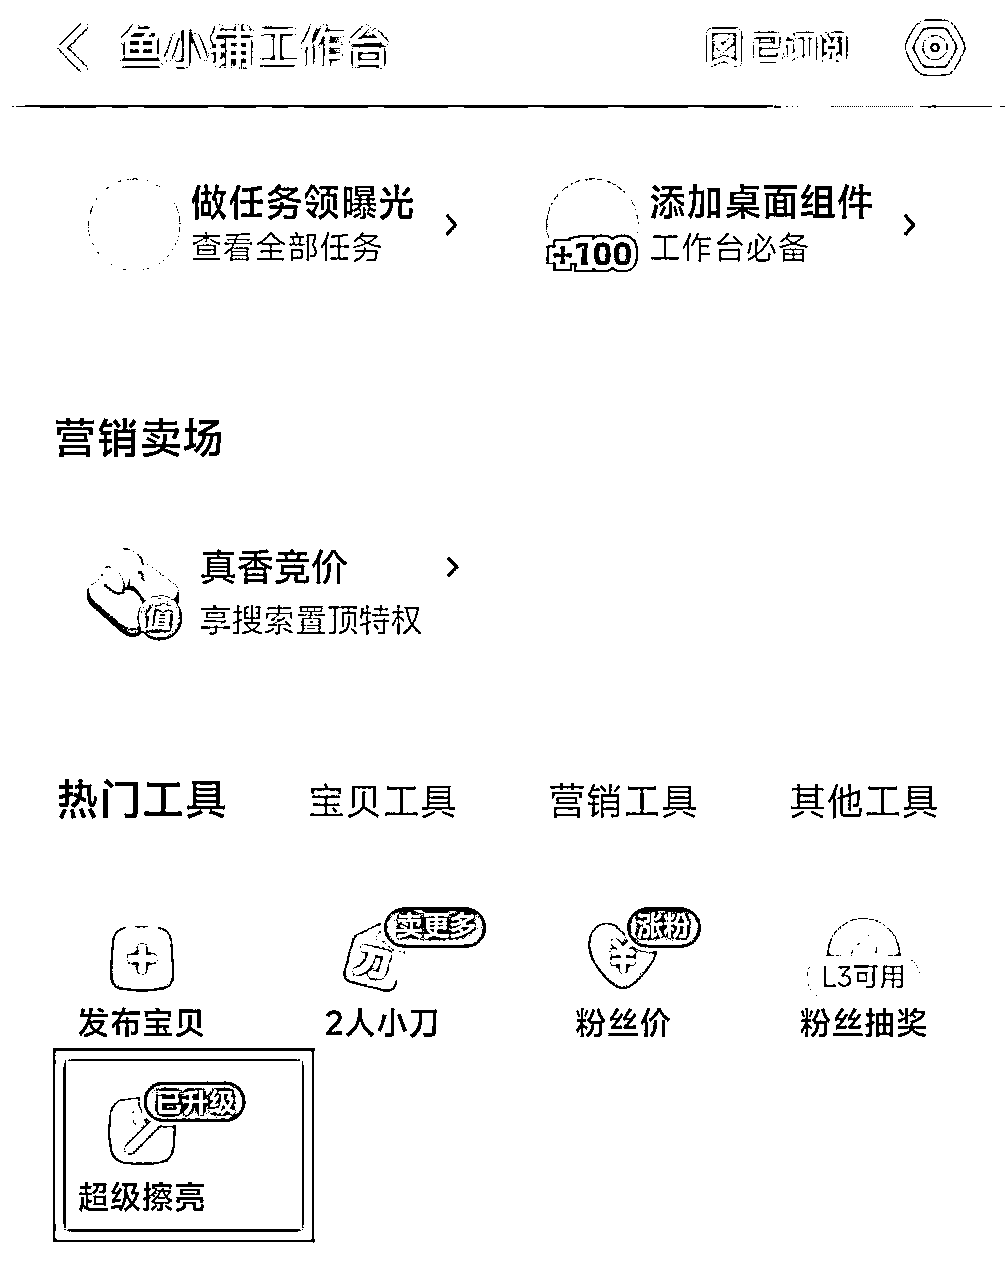 鱼小铺工作台 已订阅
做任务领曝光 添加桌面组件
查看全部任务 +100 工作台必备
营销卖场
真香竞价
值 享搜索置顶特权
热门工具 宝贝工具 营销工具 其他工具
卖更多 涨粉
刀 ¥ L3可用
发布宝贝 2人小刀 粉丝价 粉丝抽奖
已升级
超级擦亮